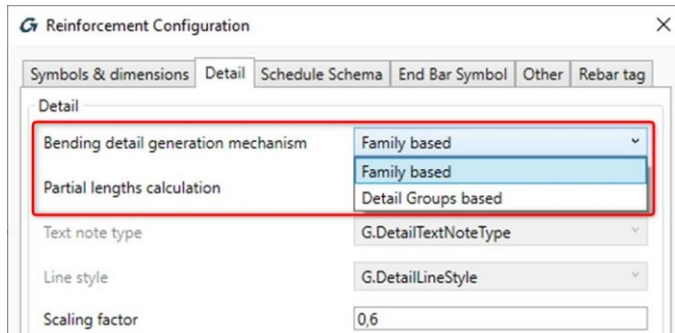 Reinforcement Configuration
Symbols & dimensions Detail Schedule Schema End Bar Symbol Other Rebar tag
Detail
Bending detail generation mechanism Family based
Family based
Partial lengths calculation
Detail Groups based
Text note type G.DetailTextNoteType
Line style G.DetailLineStyle
Scaling factor 0,6